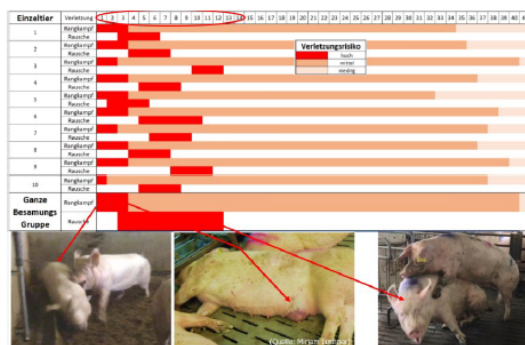 Einzeltier Verletzung 1 2 3 4 5 6 7 8 9 10 11 12 13 14 15 16 17 18 19 20 21 22 23 24 25 26 27 28 29 30 31 32 33 34 35 36 37 38 39 40
1 Rangkampf
Rausche
Verletzungsrisiko
hoch
mittel
niedrig
2 Rangkampf
Rausche
3 Rangkampf
Rausche
4 Rangkampf
Rausche
5 Rangkampf
Rausche
6 Rangkampf
Rausche
7 Rangkampf
Rausche
8 Rangkampf
Rausche
9 Rangkampf
Rausche
10 Rangkampf
Rausche
Ganze
Besamungs
Gruppe
Rangkampf
Rausche
(Quelle: Mirjam